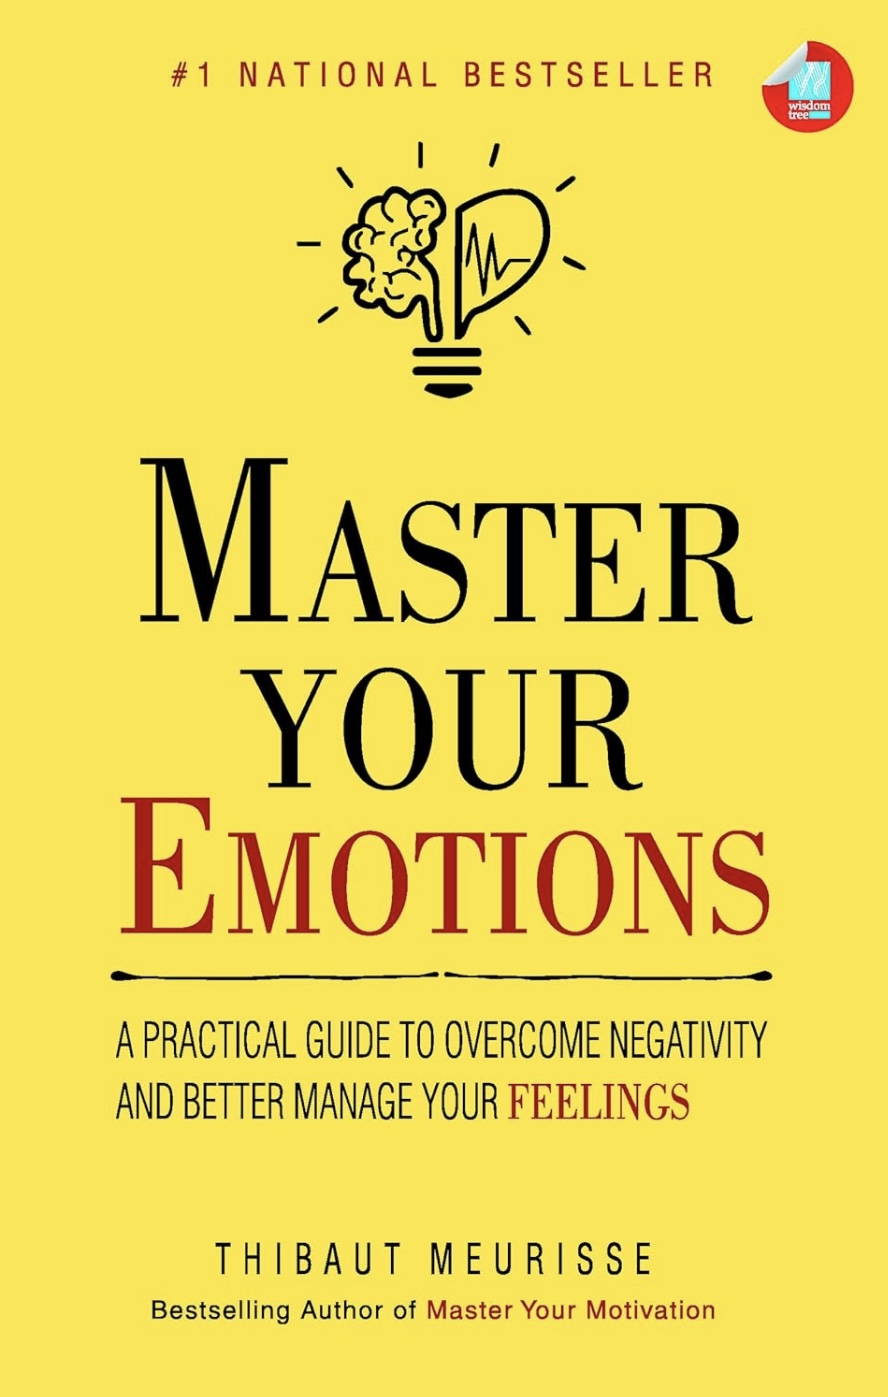 #1 NATIONAL BESTSELLER
wisdom
tree
MASTER
YOUR
EMOTIONS
A PRACTICAL GUIDE TO OVERCOME NEGATIVITY
AND BETTER MANAGE YOUR FEELINGS
THIBAUT MEURISSE
Bestselling Author of Master Your Motivation